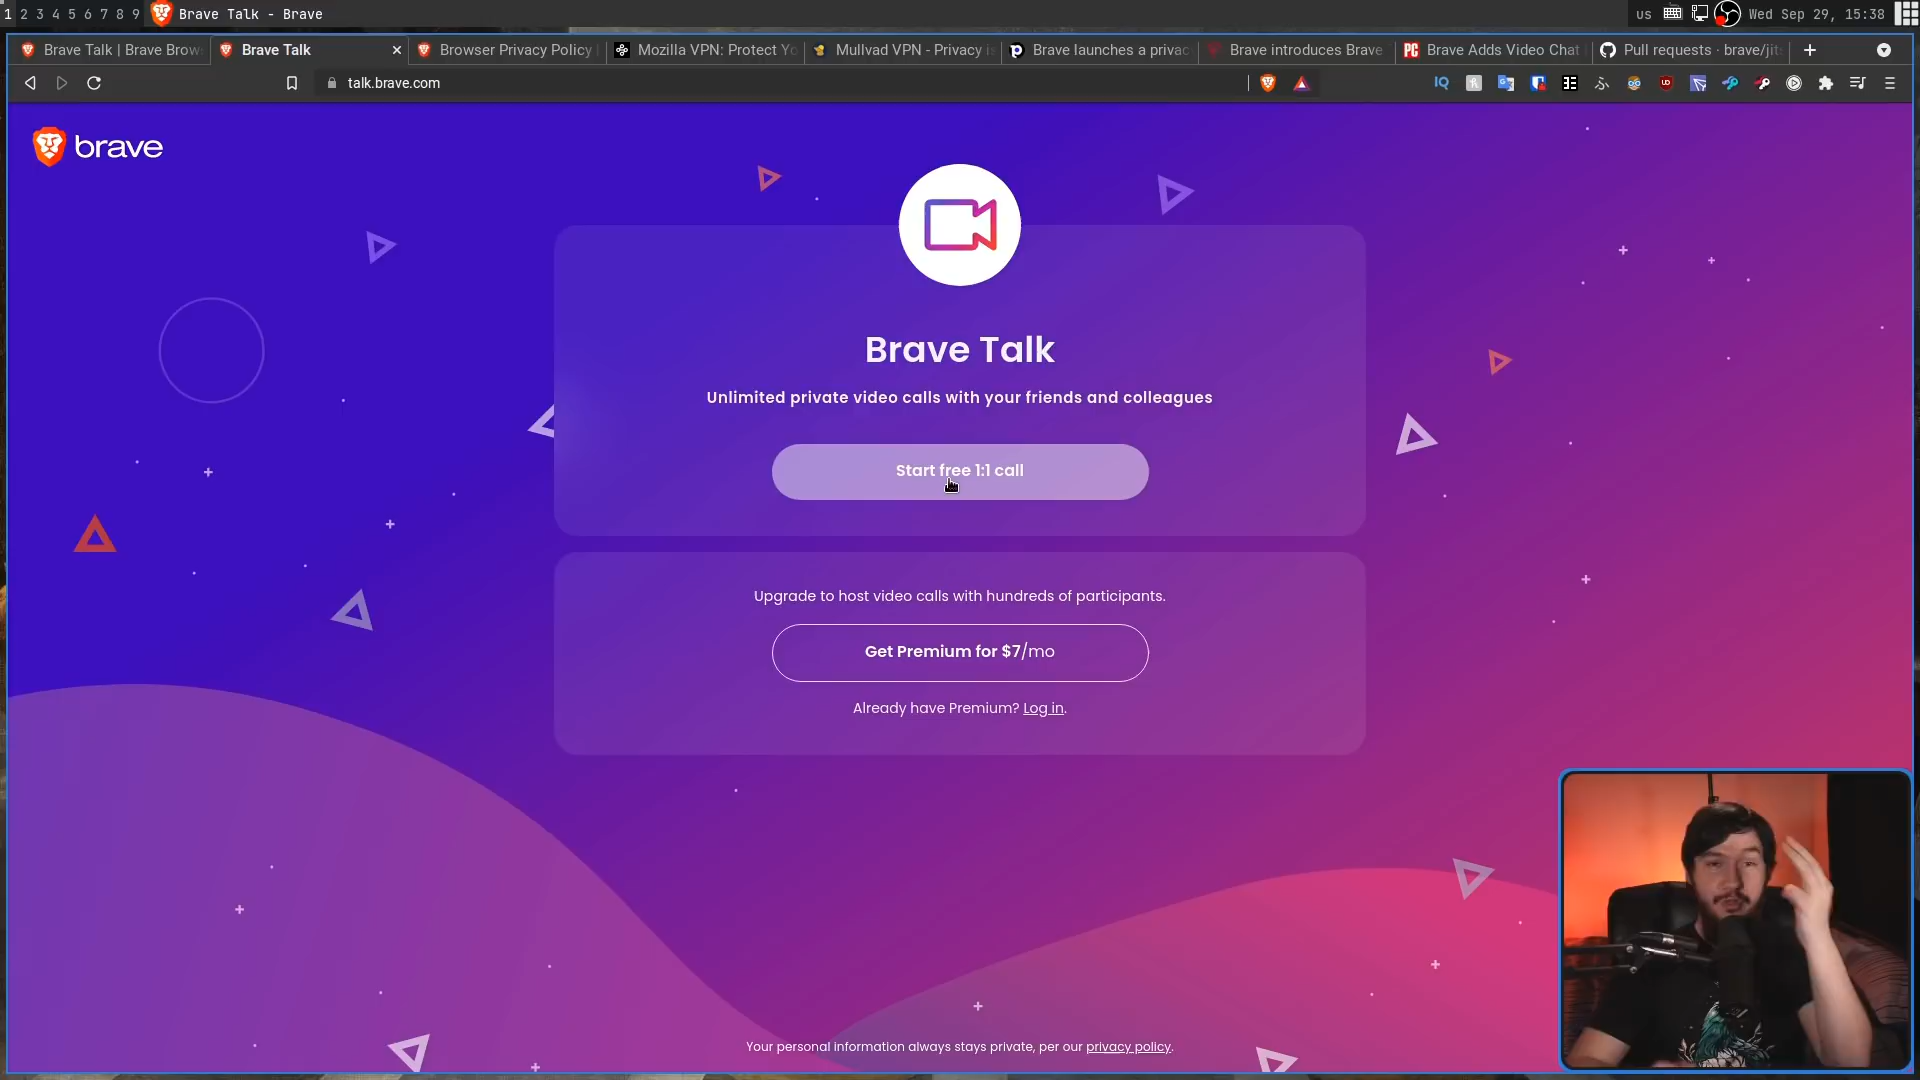 1 2 3 4 5 6 7 8 9 Brave Talk - Brave us Wed Sep 29, 15:38
Brave Talk | Brave Brow Brave Talk Browser Privacy Policy Mozilla VPN: Protect Yo Mullvad VPN - Privacy is Brave launches a privac Brave introduces Brave PC Brave Adds Video Chat Pull requests · brave/jits
talk.brave.com
IQ
brave
Brave Talk
Unlimited private video calls with your friends and colleagues
Start free 1:1 call
Upgrade to host video calls with hundreds of participants.
Get Premium for $7/mo
Already have Premium? Log in.
Your personal information always stays private, per our privacy policy.